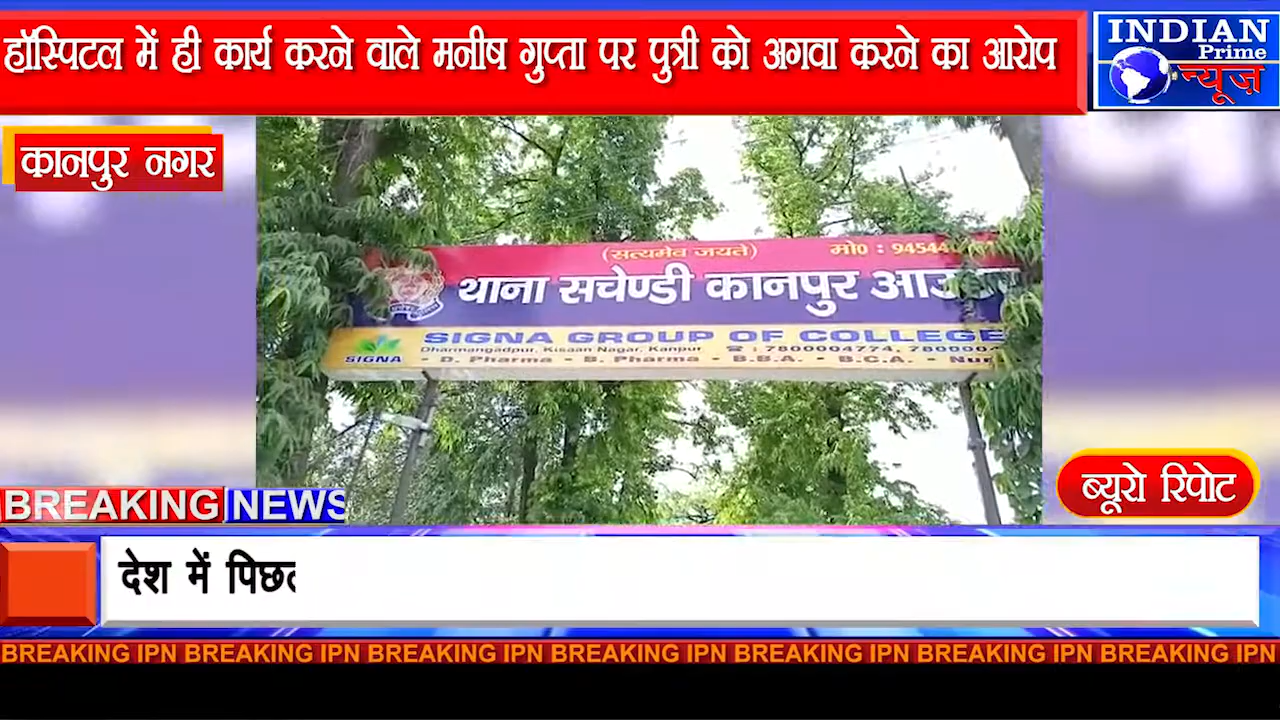 हॉस्पिटल में ही कार्य करने वाले मनीष गुप्ता पर पुत्री को अगवा करने का आरोप
INDIAN
Prime
न्यूज़
कानपुर नगर
(सत्यमेव जयते)
मो0 : 94544
थाना सचेण्डी कानपुर
SIGNA GROUP OF COLLEGE
SIGNA
Dharmangadpur, Kisaan Nagar, Kanpur ☎ : 7800004774, 780000
D. Pharma - B. Pharma - B.B.A. - B.C.A. - Nur
ब्यूरो रिपोट
BREAKING NEWS
देश में
BREAKING IPN BREAKING IPN BREAKING IPN BREAKING IPN BREAKING IPN BREAKING IPN BREAKING IPN